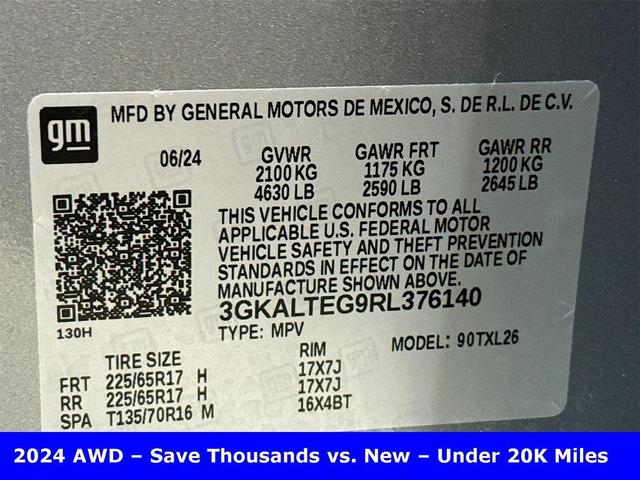 gm
MFD BY GENERAL MOTORS DE MEXICO, S. DE R.L. DE C.V.
06/24 GVWR GAWR FRT GAWR RR
2100 KG 1175 KG 1200 KG
4630 LB 2590 LB 2645 LB
THIS VEHICLE CONFORMS TO ALL
APPLICABLE U.S. FEDERAL MOTOR
VEHICLE SAFETY AND THEFT PREVENTION
STANDARDS IN EFFECT ON THE DATE OF
MANUFACTURE SHOWN ABOVE.
3GKALTEG9RL376140
130H
TYPE: MPV MODEL: 90TXL26
TIRE SIZE RIM
FRT 225/65R17 H 17X7J
RR 225/65R17 H 17X7J
SPA T135/70R16 M 16X4BT
2024 AWD – Save Thousands vs. New – Under 20K Miles